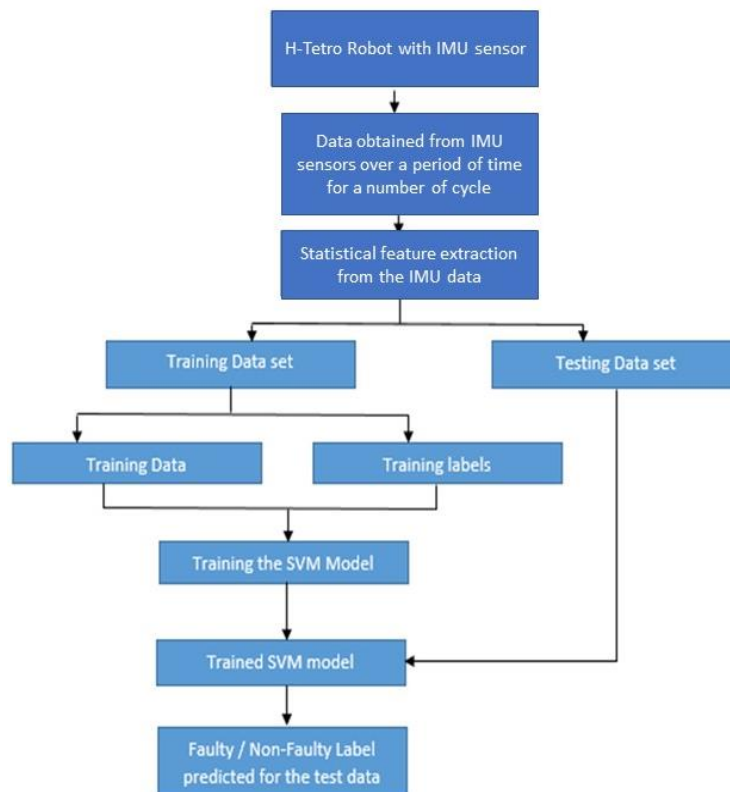 H-Tetro Robot with IMU sensor
Data obtained from IMU
sensors over a period of time
for a number of cycle
Statistical feature extraction
from the IMU data
Training Data set
Testing Data set
Training Data
Training labels
Training the SVM Model
Trained SVM model
Faulty / Non-Faulty Label
predicted for the test data